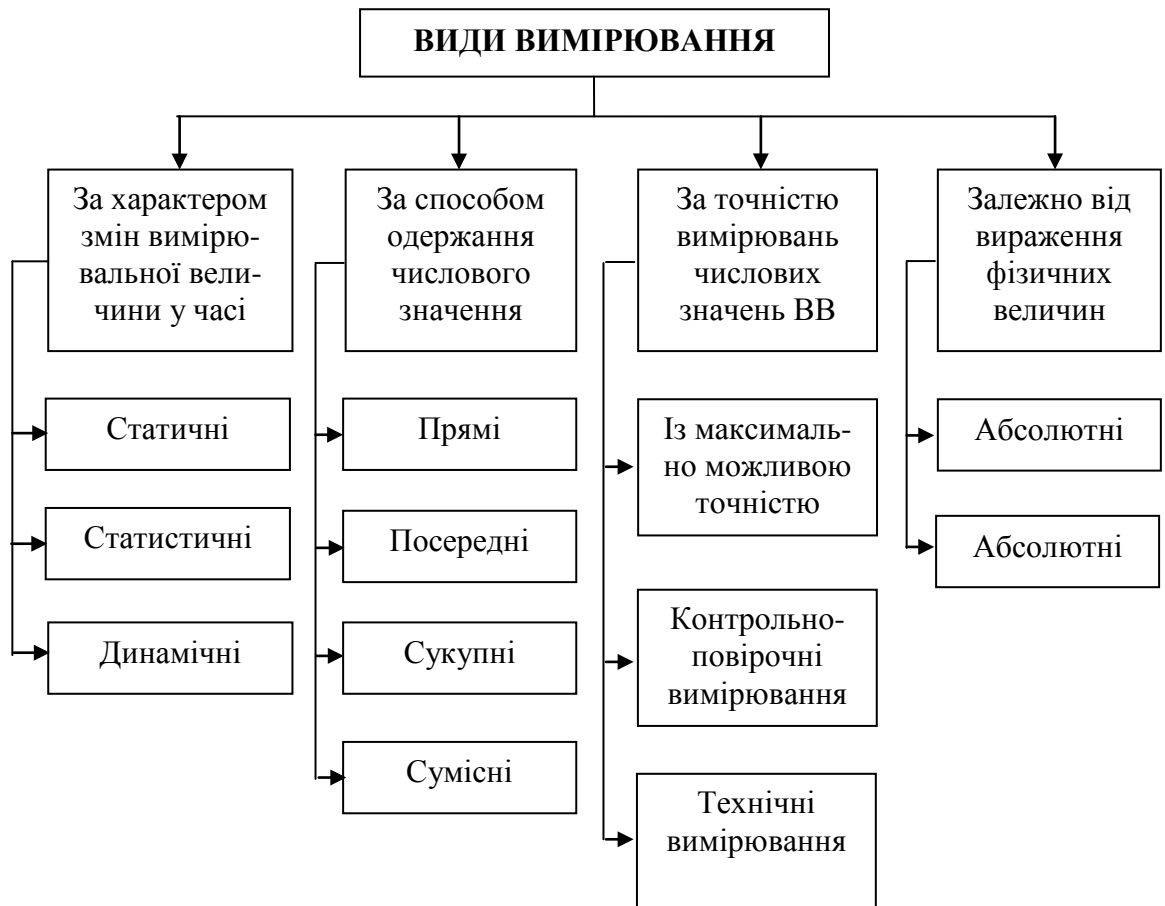 ВИДИ ВИМІРЮВАННЯ
За характером
змін вимірю-
вальної вели-
чини у часі
Статичні
Статистичні
Динамічні
За способом
одержання
числового
значення
Прямі
Посередні
Сукупні
Сумісні
За точністю
вимірювань
числових
значень ВВ
Із максималь-
но можливою
точністю
Контрольно-
повірочні
вимірювання
Технічні
вимірювання
Залежно від
вираження
фізичних
величин
Абсолютні
Абсолютні